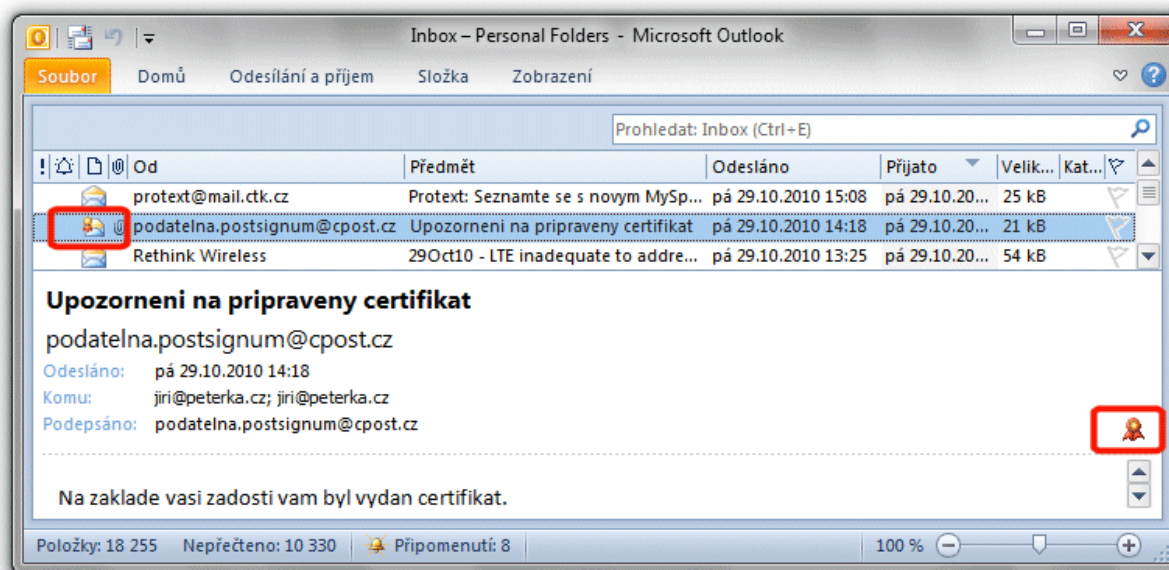 Inbox – Personal Folders - Microsoft Outlook
Soubor Domů Odesílání a příjem Složka Zobrazení
Prohledat: Inbox (Ctrl+E)
! Od Předmět Odesláno Přijato Velik... Kat...
protext@mail.ctk.cz Protext: Seznamte se s novym MySp... pá 29.10.2010 15:08 pá 29.10.20... 25 kB
podatelna.postsignum@cpost.cz Upozorneni na pripraveny certifikat pá 29.10.2010 14:18 pá 29.10.20... 21 kB
Rethink Wireless 29Oct10 - LTE inadequate to addre... pá 29.10.2010 13:25 pá 29.10.20... 54 kB
Upozorneni na pripraveny certifikat
podatelna.postsignum@cpost.cz
Odesláno: pá 29.10.2010 14:18
Komu: jiri@peterka.cz; jiri@peterka.cz
Podepsáno: podatelna.postsignum@cpost.cz
Na zaklade vasi zadosti vam byl vydan certifikat.
Položky: 18 255 Nepřečteno: 10 330 Připomenutí: 8 100 %